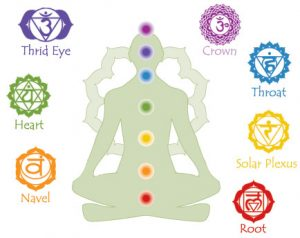 ॐ
Thrid Eye
ॐ
Crown
Throat
Heart
Solar Plexus
Navel
Root